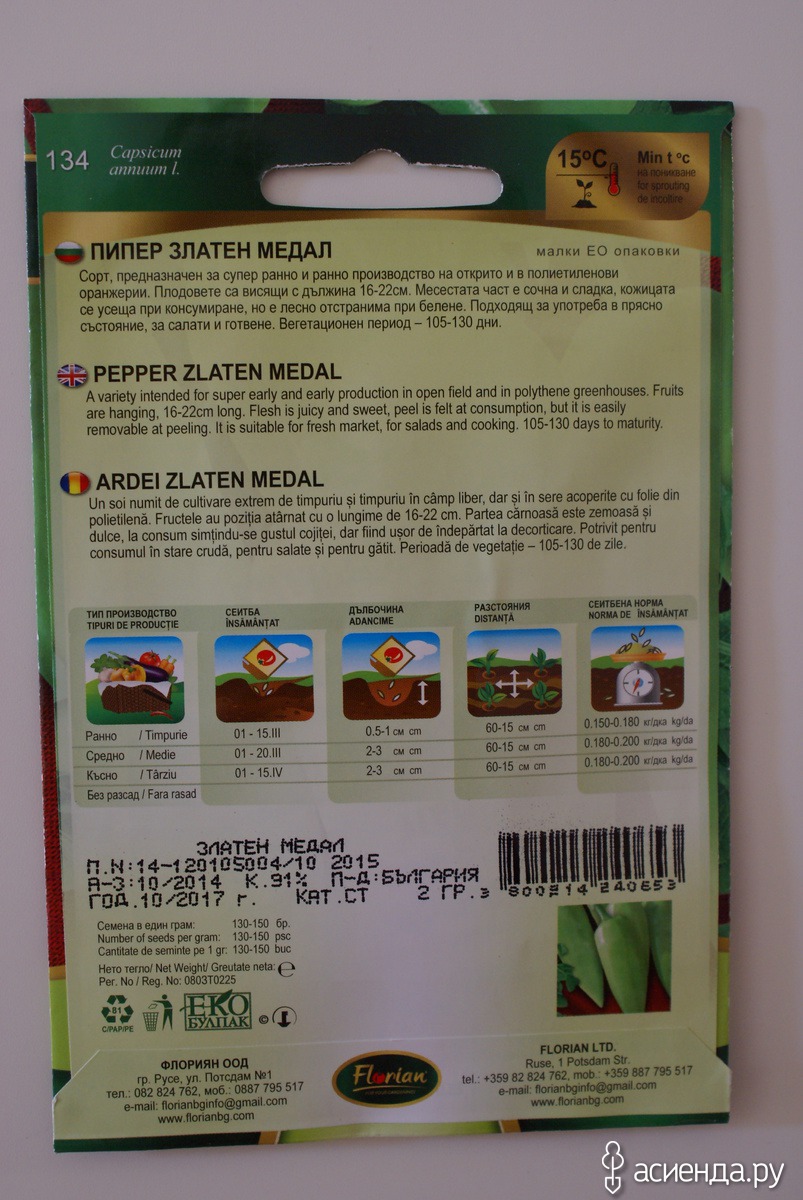 134
Capsicum
annuum l.
15°C
Min t °c
на поникване
for sprouting
de incoltire
ПИПЕР ЗЛАТЕН МЕДАЛ
малки ЕО опаковки
Сорт, предназначен за супер ранно и ранно производство на открито и в полиетиленови
оранжерии. Плодовете са висящи с дължина 16-22см. Месестата част е сочна и сладка, кожицата
се усеща при консумиране, но е лесно отстранима при белене. Подходящ за употреба в прясно
състояние, за салати и готвене. Вегетационен период – 105-130 дни.
PEPPER ZLATEN MEDAL
A variety intended for super early and early production in open field and in polythene greenhouses. Fruits
are hanging, 16-22cm long. Flesh is juicy and sweet, peel is felt at consumption, but it is easily
removable at peeling. It is suitable for fresh market, for salads and cooking. 105-130 days to maturity.
ARDEI ZLATEN MEDAL
Un soi numit de cultivare extrem de timpuriu și timpuriu în câmp liber, dar și în sere acoperite cu folie din
polietilenă. Fructele au poziția atârnat cu o lungime de 16-22 cm. Partea cărnoasă este zemoasă și
dulce, la consum simțindu-se gustul cojiței, dar fiind ușor de îndepărtat la decorticare. Potrivit pentru
consumul în stare crudă, pentru salate și pentru gătit. Perioadă de vegetație – 105-130 de zile.
ТИП ПРОИЗВОДСТВО
TIPURI DE PRODUCȚIE
СЕИТБА
ÎNSĂMÂNȚAT
ДЪЛБОЧИНА
ADANCIME
РАЗСТОЯНИЯ
DISTANȚĂ
СЕИТБЕНА НОРМА
NORMA DE ÎNSĂMÂNȚAT
Ранно / Timpurie 01 - 15.III 0.5-1 см cm 60-15 см cm 0.150-0.180 кг/дка kg/da
Средно / Medie 01 - 20.III 2-3 см cm 60-15 см cm 0.180-0.200 кг/дка kg/da
Късно / Târziu 01 - 15.IV 2-3 см cm 60-15 см cm 0.180-0.200 кг/дка kg/da
Без разсад / Fara rasad
ЗЛАТЕН МЕДАЛ
П.N:14-120105004/10 2015
А-3:10/2014 К.91% П-Д:БЪЛГАРИЯ
ГОД.10/2017 г. КАТ.СТ 2 ГР.
3 800214 240653
Семена в един грам: 130-150 бр.
Number of seeds per gram: 130-150 psc
Cantitate de seminte pe 1 gr: 130-150 buc
Нето тегло/ Net Weight/ Greutate neta: e
Per. No / Reg. No: 0803T0225
81
C/PAP/PE
ЕКО
БУЛПАК
©
ФЛОРИЯН ООД
гр. Русе, ул. Потсдам №1
тел.: 082 824 762, моб.: 0887 795 517
e-mail: florianbginfo@gmail.com
www.florianbg.com
Florian
FLORIAN LTD.
Ruse, 1 Potsdam Str.
tel.: +359 82 824 762, mob.: +359 887 795 517
e-mail: florianbginfo@gmail.com
www.florianbg.com
асиенда.ру